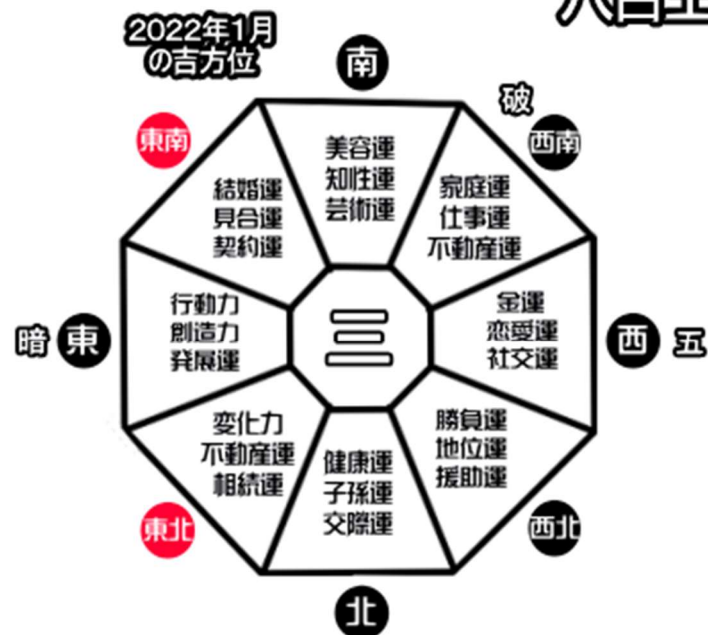 2022年1月
の吉方位
南
破
東南
西南
美容運
知性運
芸術運
結婚運
見合運
契約運
家庭運
仕事運
不動産運
行動力
創造力
発展運
三
金運
恋愛運
社交運
暗
東
西
五
変化力
不動産運
相続運
健康運
子孫運
交際運
勝負運
地位運
援助運
東北
西北
北